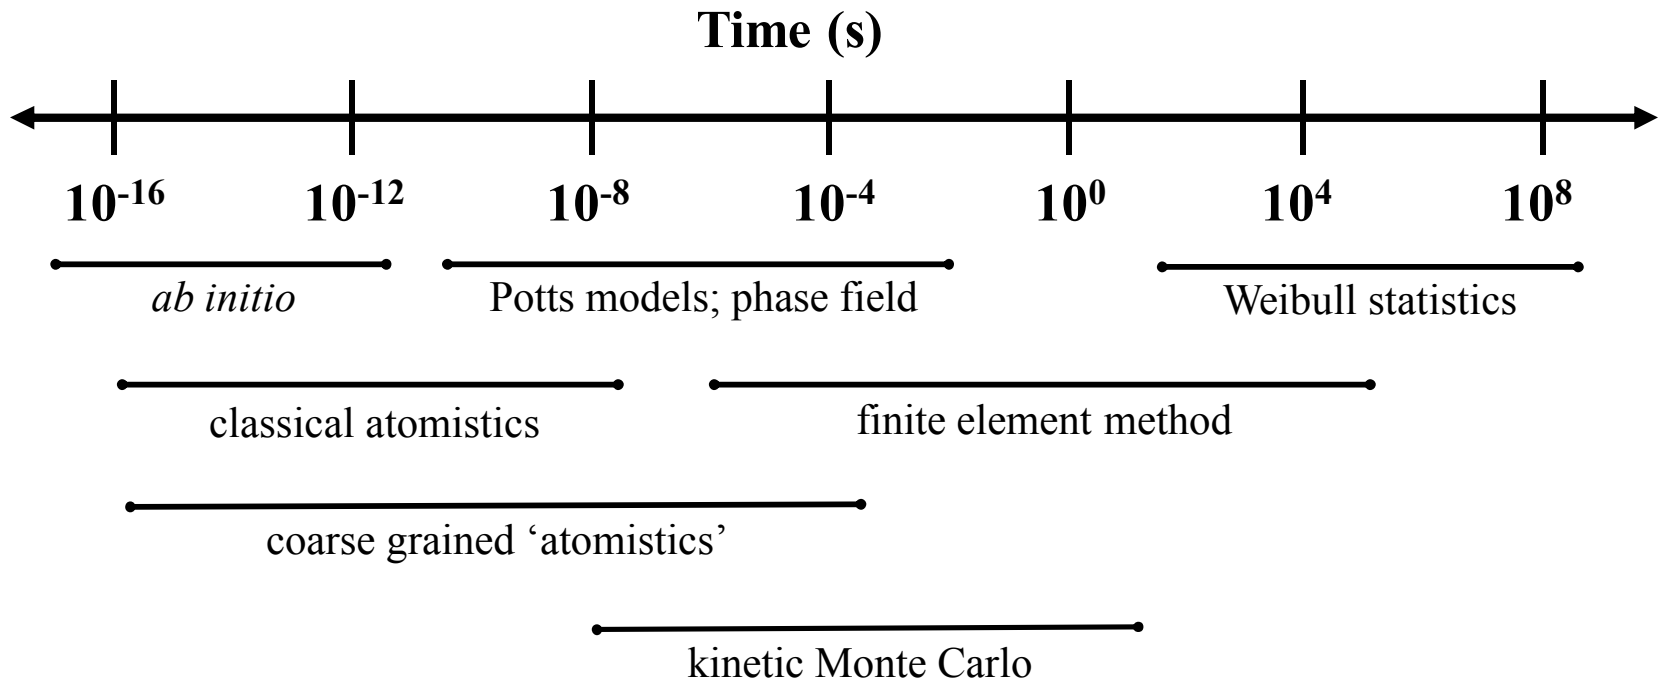 Time (s)
10⁻¹⁶ 10⁻¹² 10⁻⁸ 10⁻⁴ 10⁰ 10⁴ 10⁸
ab initio Potts models; phase field Weibull statistics
classical atomistics finite element method
coarse grained ‘atomistics’
kinetic Monte Carlo